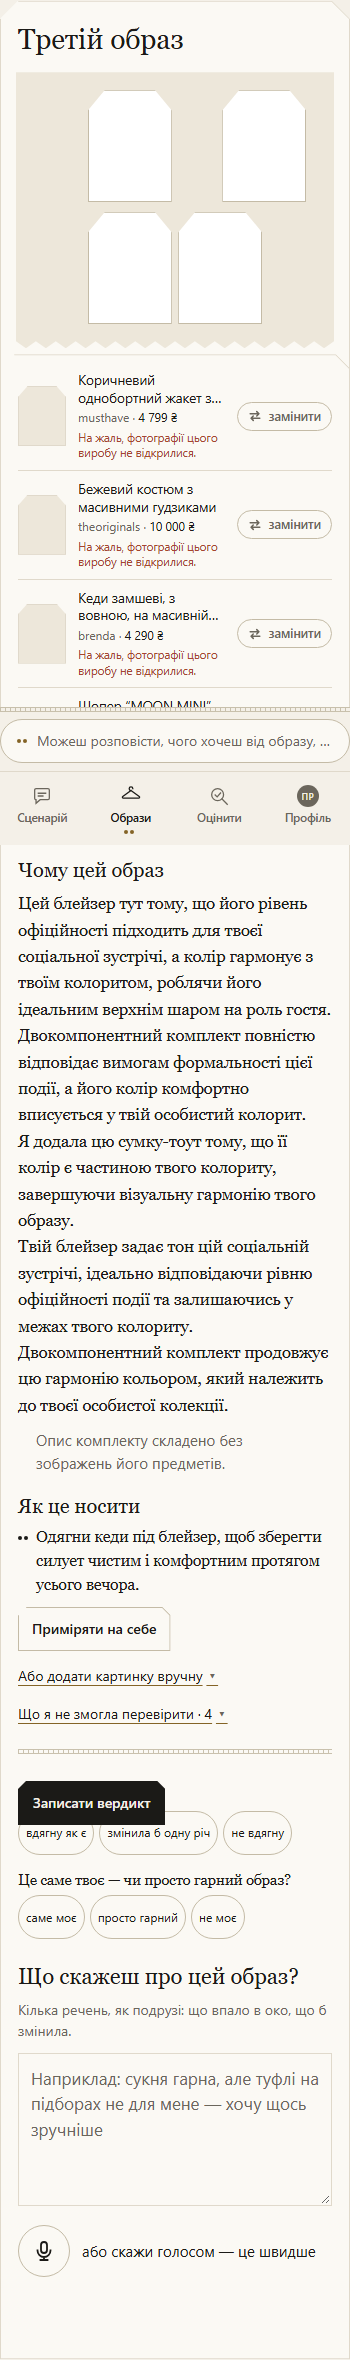 Третій образ
Коричневий
однобортний жакет з...
musthave · 4 799 ₴
На жаль, фотографії цього
виробу не відкрилися.
замінити
Бежевий костюм з
масивними гудзиками
theoriginals · 10 000 ₴
На жаль, фотографії цього
виробу не відкрилися.
замінити
Кеди замшеві, з
вовною, на масивній...
brenda · 4 290 ₴
На жаль, фотографії цього
виробу не відкрилися.
замінити
Шопер "MOON MINI"
Можеш розповісти, чого хочеш від образу, ...
Сценарій
Образи
Оцінити
ПР
Профіль
Чому цей образ
Цей блейзер тут тому, що його рівень
офіційності підходить для твоєї
соціальної зустрічі, а колір гармонує з
твоїм колоритом, роблячи його
ідеальним верхнім шаром на роль гостя.
Двокомпонентний комплект повністю
відповідає вимогам формальності цієї
події, а його колір комфортно
вписується у твій особистий колорит.
Я додала цю сумку-тоут тому, що її
колір є частиною твого колориту,
завершуючи візуальну гармонію твого
образу.
Твій блейзер задає тон цій соціальній
зустрічі, ідеально відповідаючи рівню
офіційності події та залишаючись у
межах твого колориту.
Двокомпонентний комплект продовжує
цю гармонію кольором, який належить
до твоєї особистої колекції.
Опис комплекту складено без
зображень його предметів.
Як це носити
Одягни кеди під блейзер, щоб зберегти
силует чистим і комфортним протягом
усього вечора.
Приміряти на себе
Або додати картинку вручну
Що я не змогла перевірити · 4
Записати вердикт
вдягну як є
змінила б одну річ
не вдягну
Це саме твоє — чи просто гарний образ?
саме моє
просто гарний
не моє
Що скажеш про цей образ?
Кілька речень, як подрузі: що впало в око, що б
змінила.
Наприклад: сукня гарна, але туфлі на
підборах не для мене — хочу щось
зручніше
або скажи голосом — це швидше